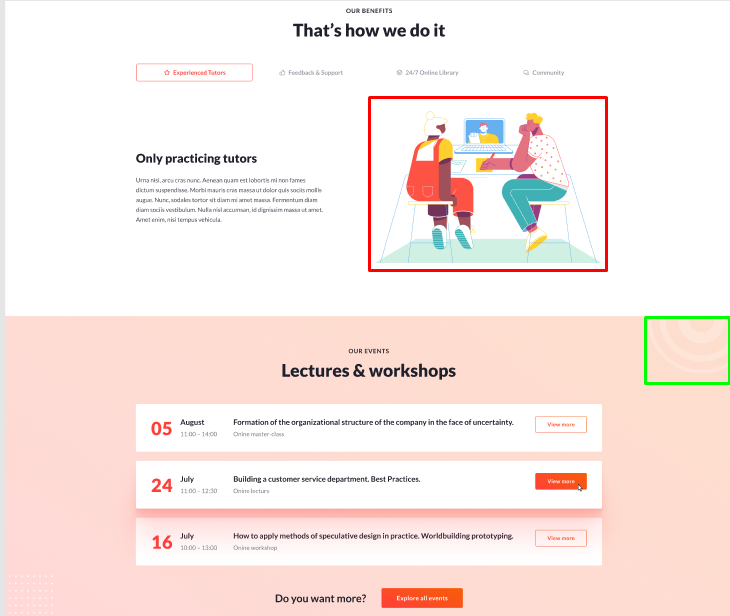 OUR BENEFITS
That's how we do it
Experienced Tutors
Feedback & Support
24/7 Online Library
Community
Only practicing tutors
Urna nisi, arcu cras nunc. Aenean quam est lobortis mi non fames
dictum suspendisse. Morbi mauris cras massa ut dolor quis sociis mollis
augue. Nunc, sodales tortor sit diam mi amet massa. Fermentum diam
diam sociis vestibulum. Nulla nisl accumsan, id dignissim massa ut amet.
Amet enim, nisi tempus vehicula.
OUR EVENTS
Lectures & workshops
05
August
11:00 – 14:00
Formation of the organizational structure of the company in the face of uncertainty.
Onine master-class
View more
24
July
11:00 – 12:30
Building a customer service department. Best Practices.
Onine lecture
View more
16
July
10:00 – 13:00
How to apply methods of speculative design in practice. Worldbuilding prototyping.
Onine workshop
View more
Do you want more?
Explore all events